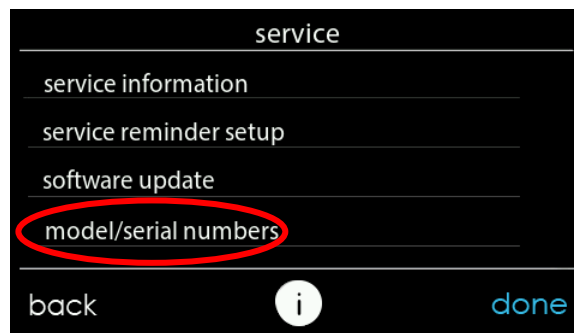 service
service information
service reminder setup
software update
model/serial numbers
back i done